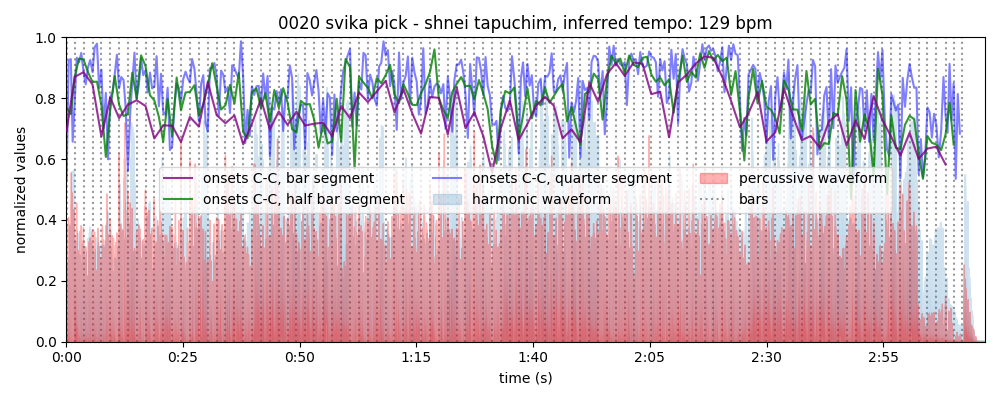 0020 svika pick - shnei tapuchim, inferred tempo: 129 bpm
1.0
0.8
0.6
0.4
0.2
0.0
normalized values
onsets C-C, bar segment
onsets C-C, half bar segment
onsets C-C, quarter segment
harmonic waveform
percussive waveform
bars
0:00 0:25 0:50 1:15 1:40 2:05 2:30 2:55
time (s)